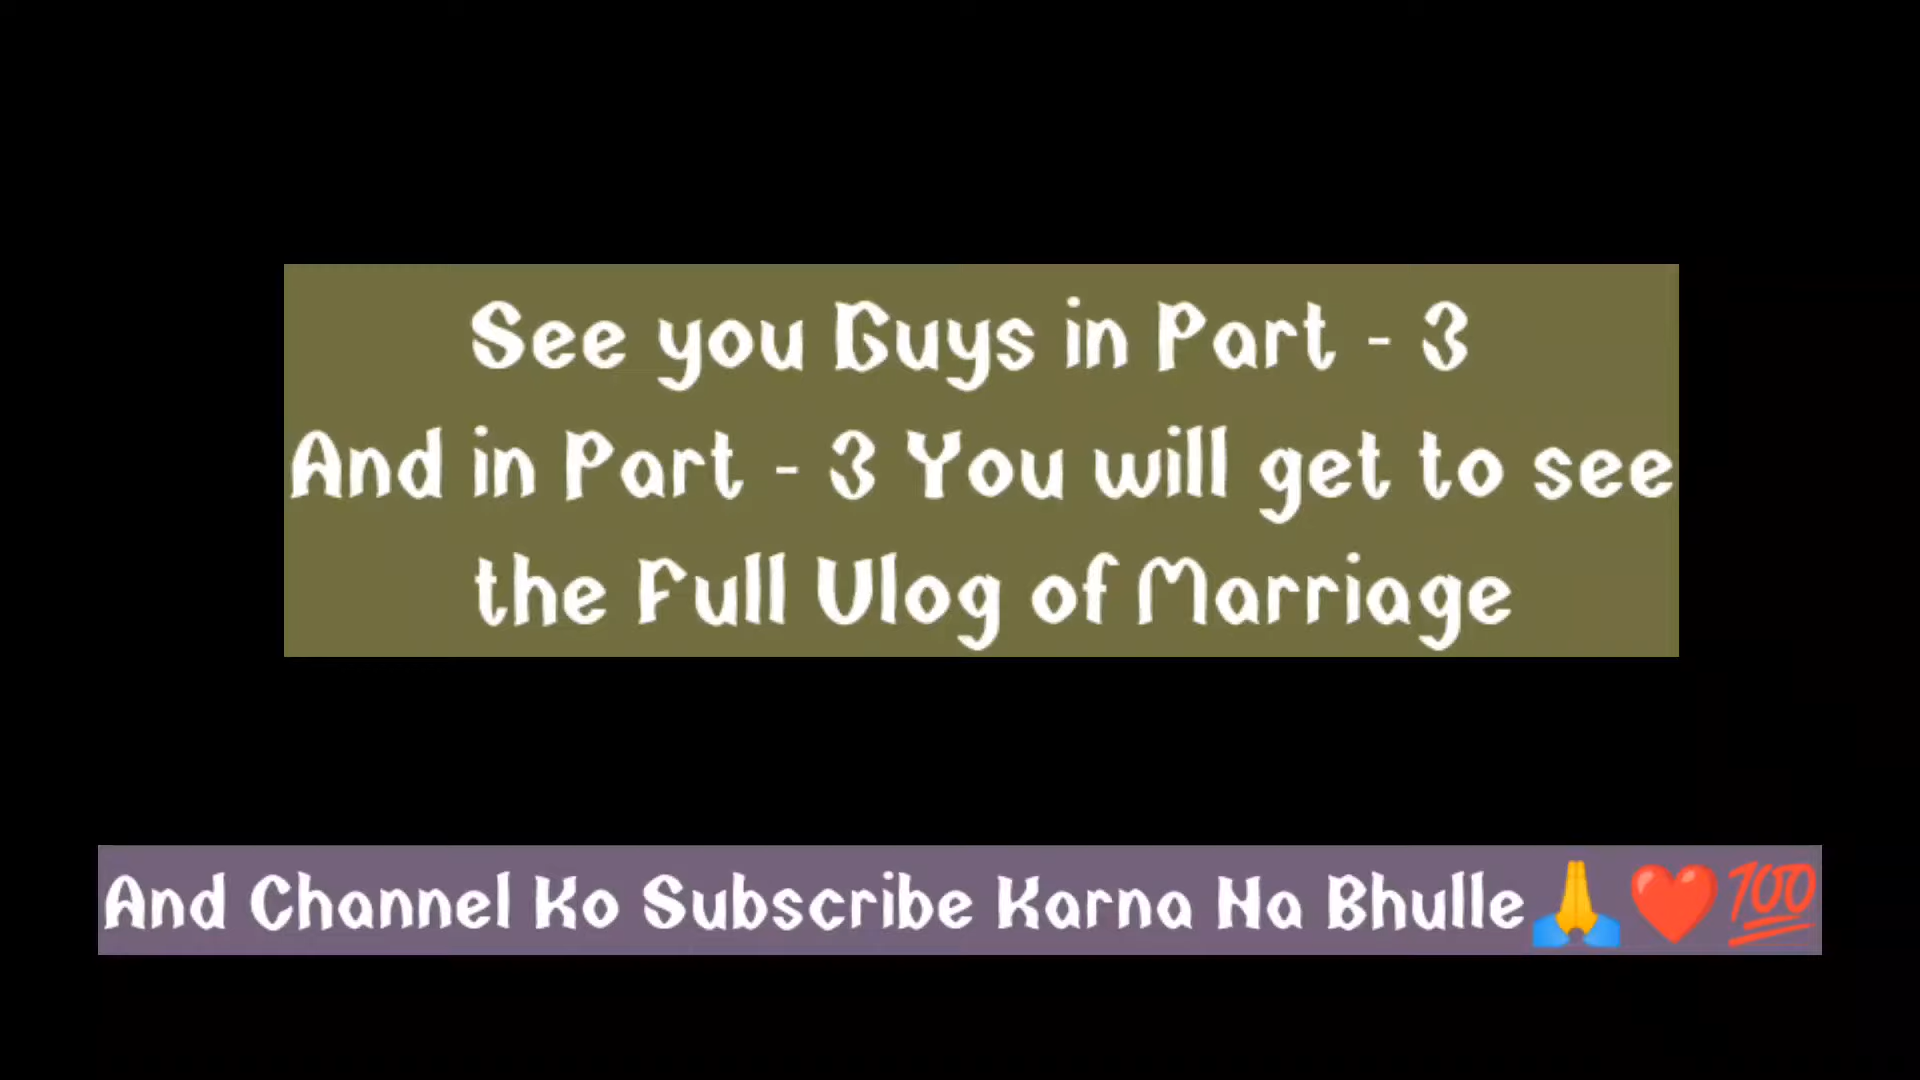 See you Guys in Part - 3
And in Part - 3 You will get to see
the Full Vlog of Marriage
And Channel Ko Subscribe Karna Na Bhulle🙏❤️💯